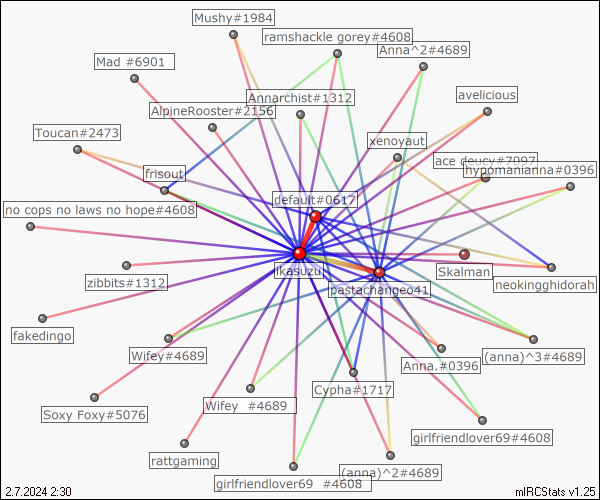 Mushy#1984
ramshackle gorey#4608
Anna^2#4689
Mad #6901
avelicious
Annarchist#1312
AlpineRooster#2156
Toucan#2473
xenoyaut
ace deucy#7097
hypomanianna#0396
frisout
default#0617
no cops no laws no hope#4608
ikasuzu
Skalman
zibbits#1312
pastachangeo41
neokingghidorah
fakedingo
Wifey#4689
(anna)^3#4689
Anna.#0396
Cypha#1717
Soxy Foxy#5076
Wifey  #4689
girlfriendlover69#4608
rattgaming
(anna)^2#4689
girlfriendlover69  #4608
2.7.2024 2:30
mIRCStats v1.25